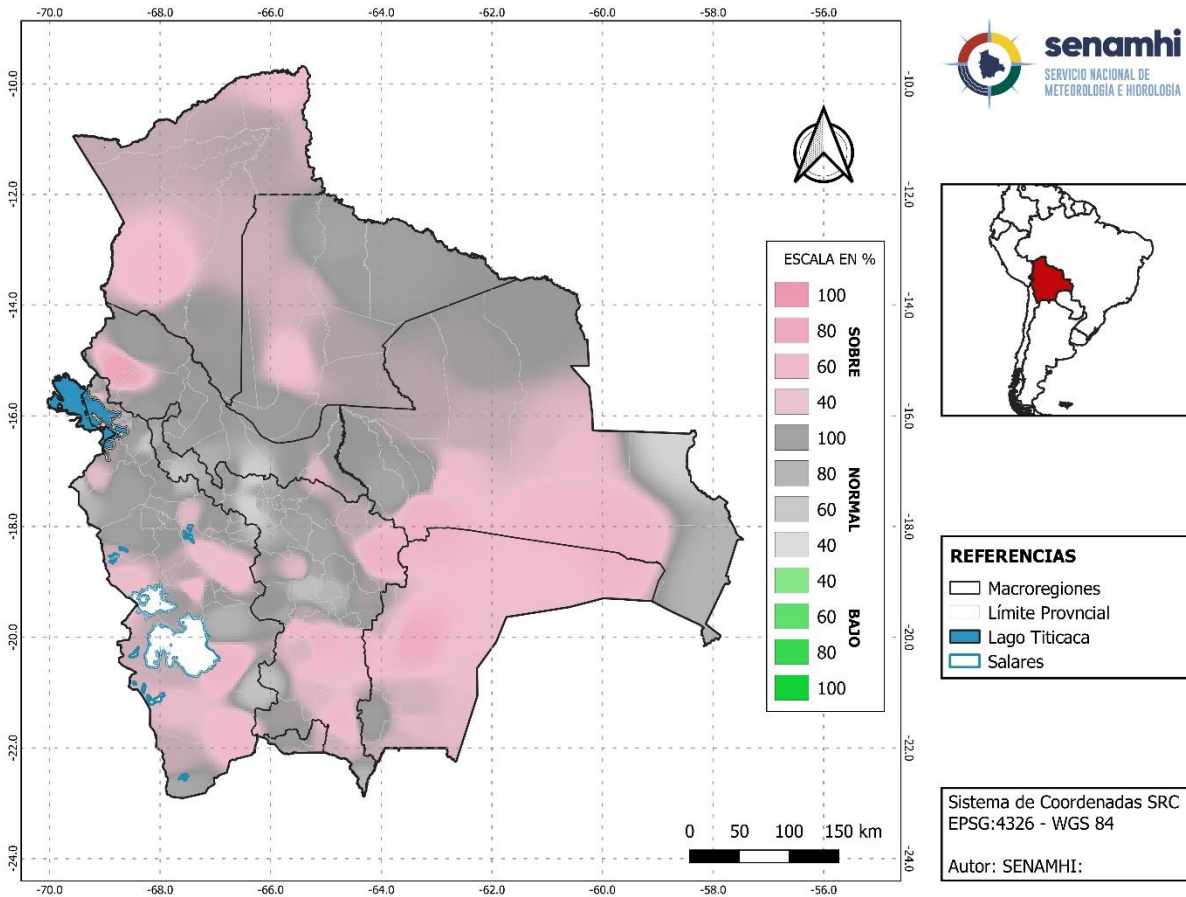 -70.0 -68.0 -66.0 -64.0 -62.0 -60.0 -58.0 -56.0
-10.0 -10.0
-12.0 -12.0
-14.0 -14.0
-16.0 -16.0
-18.0 -18.0
-20.0 -20.0
-22.0 -22.0
-24.0 -24.0
-70.0 -68.0 -66.0 -64.0 -62.0 -60.0 -58.0 -56.0
ESCALA EN %
100
80
60
40
SOBRE
100
80
60
40
NORMAL
40
60
80
100
BAJO
0 50 100 150 km
senamhi
SERVICIO NACIONAL DE
METEOROLOGÍA E HIDROLOGÍA
REFERENCIAS
Macroregiones
Límite Provncial
Lago Titicaca
Salares
Sistema de Coordenadas SRC
EPSG:4326 - WGS 84
Autor: SENAMHI: